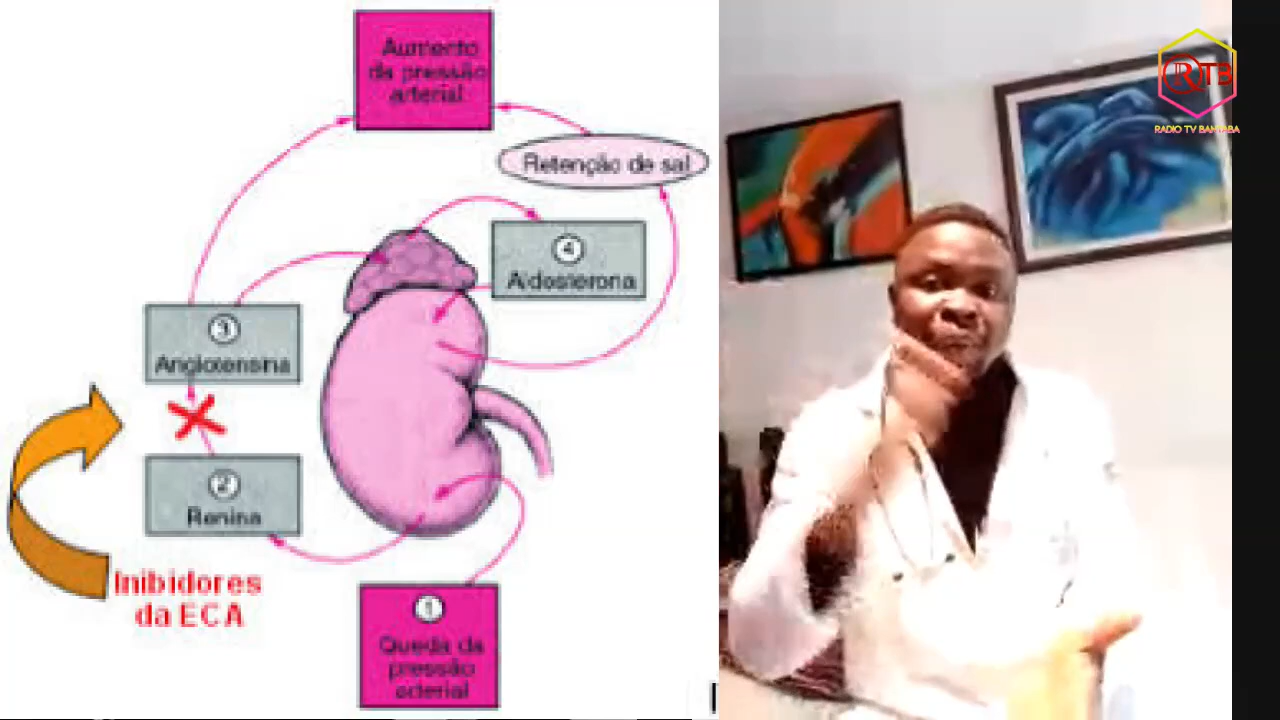 Aumento
da pressão
arterial
Retenção de sal
4
Aldosterona
3
Angiotensina
2
Renina
Inibidores
da ECA
1
Queda da
pressão
arterial
RTB
RADIO TV BANTABA